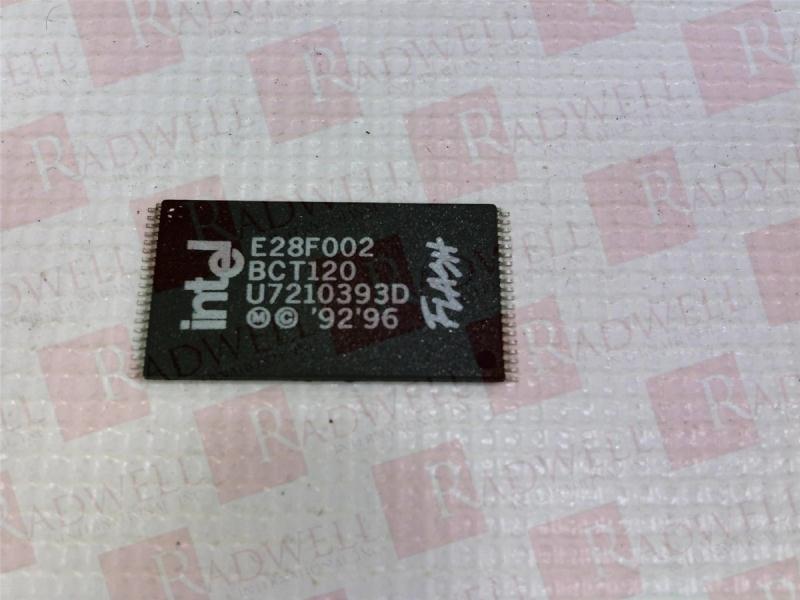 intel
E28F002
BCT120
U7210393D
Ⓜ © '92'96
FLASH
RADWELL